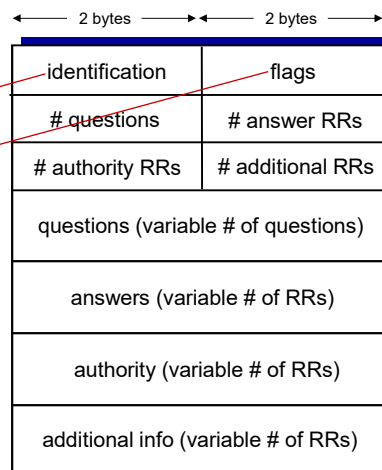 2 bytes 2 bytes
identification flags
# questions # answer RRs
# authority RRs # additional RRs
questions (variable # of questions)
answers (variable # of RRs)
authority (variable # of RRs)
additional info (variable # of RRs)